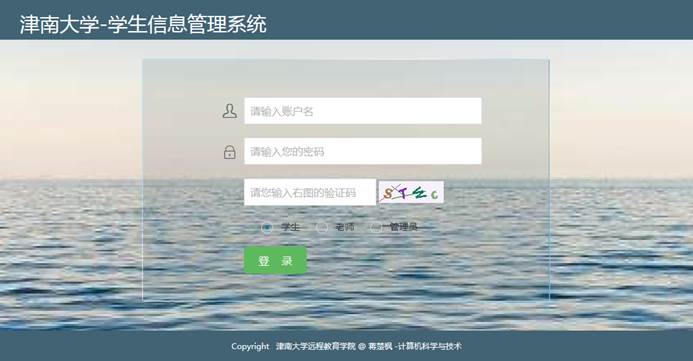 津南大学-学生信息管理系统
请输入账户名
请输入您的密码
请您输入右图的验证码
学生 老师 管理员
登 录
Copyright 津南大学远程教育学院 @ 蒋楚枫 -计算机科学与技术